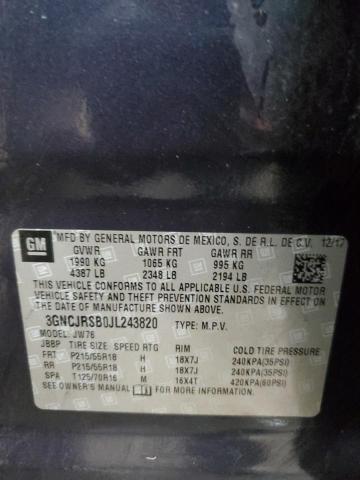 GM MFD BY GENERAL MOTORS DE MEXICO, S. DE R.L. DE C.V. 12/17
GVWR GAWR FRT GAWR RR
1990 KG 1065 KG 995 KG
4387 LB 2348 LB 2194 LB
THIS VEHICLE CONFORMS TO ALL APPLICABLE U.S. FEDERAL MOTOR
VEHICLE SAFETY, BUMPER, AND THEFT PREVENTION STANDARDS IN EFFECT
ON THE DATE OF MANUFACTURE SHOWN ABOVE.
3GNCJRSB0JL243820 TYPE: M.P.V.
MODEL: JW76
JBBP TIRE SIZE SPEED RTG RIM COLD TIRE PRESSURE
FRT P215/55R18 H 18X7J 240KPA(35PSI)
RR P215/55R18 H 18X7J 240KPA(35PSI)
SPA T125/70R16 M 16X4T 420KPA(60PSI)
SEE OWNER'S MANUAL FOR MORE INFORMATION.